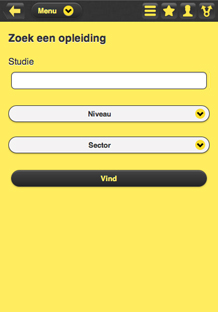 Menu
Zoek een opleiding
Studie
Niveau
Sector
Vind